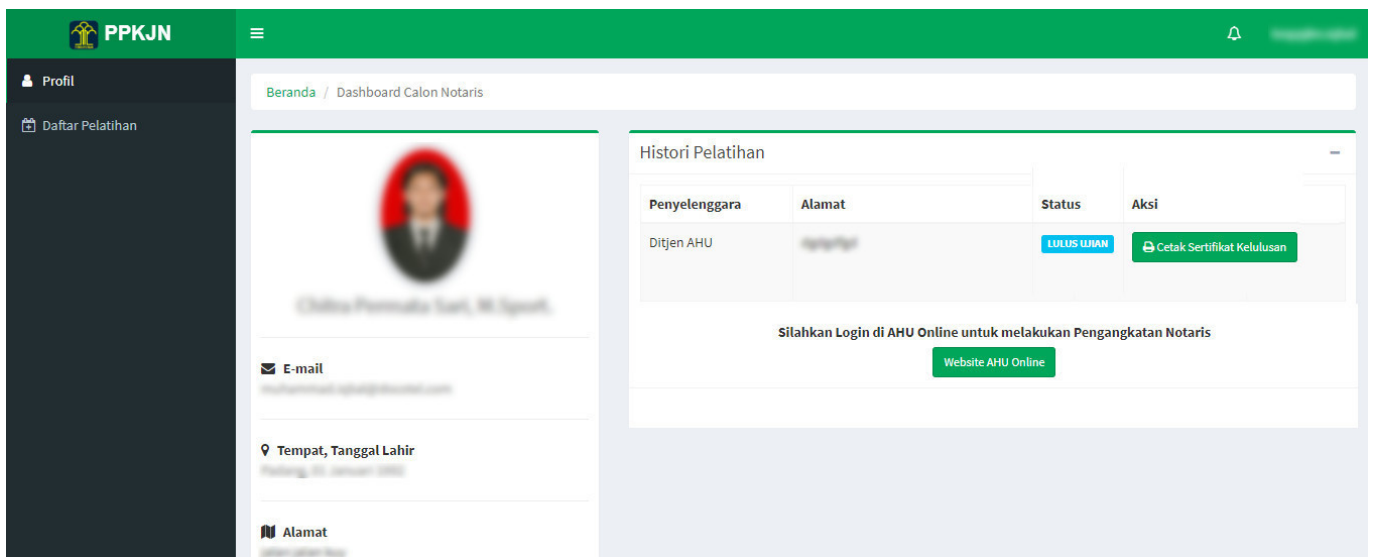 PPKJN
Profil
Daftar Pelatihan
Beranda / Dashboard Calon Notaris
E-mail
Tempat, Tanggal Lahir
Alamat
Histori Pelatihan
Penyelenggara Alamat Status Aksi
Ditjen AHU LULUS UJIAN Cetak Sertifikat Kelulusan
Silahkan Login di AHU Online untuk melakukan Pengangkatan Notaris
Website AHU Online